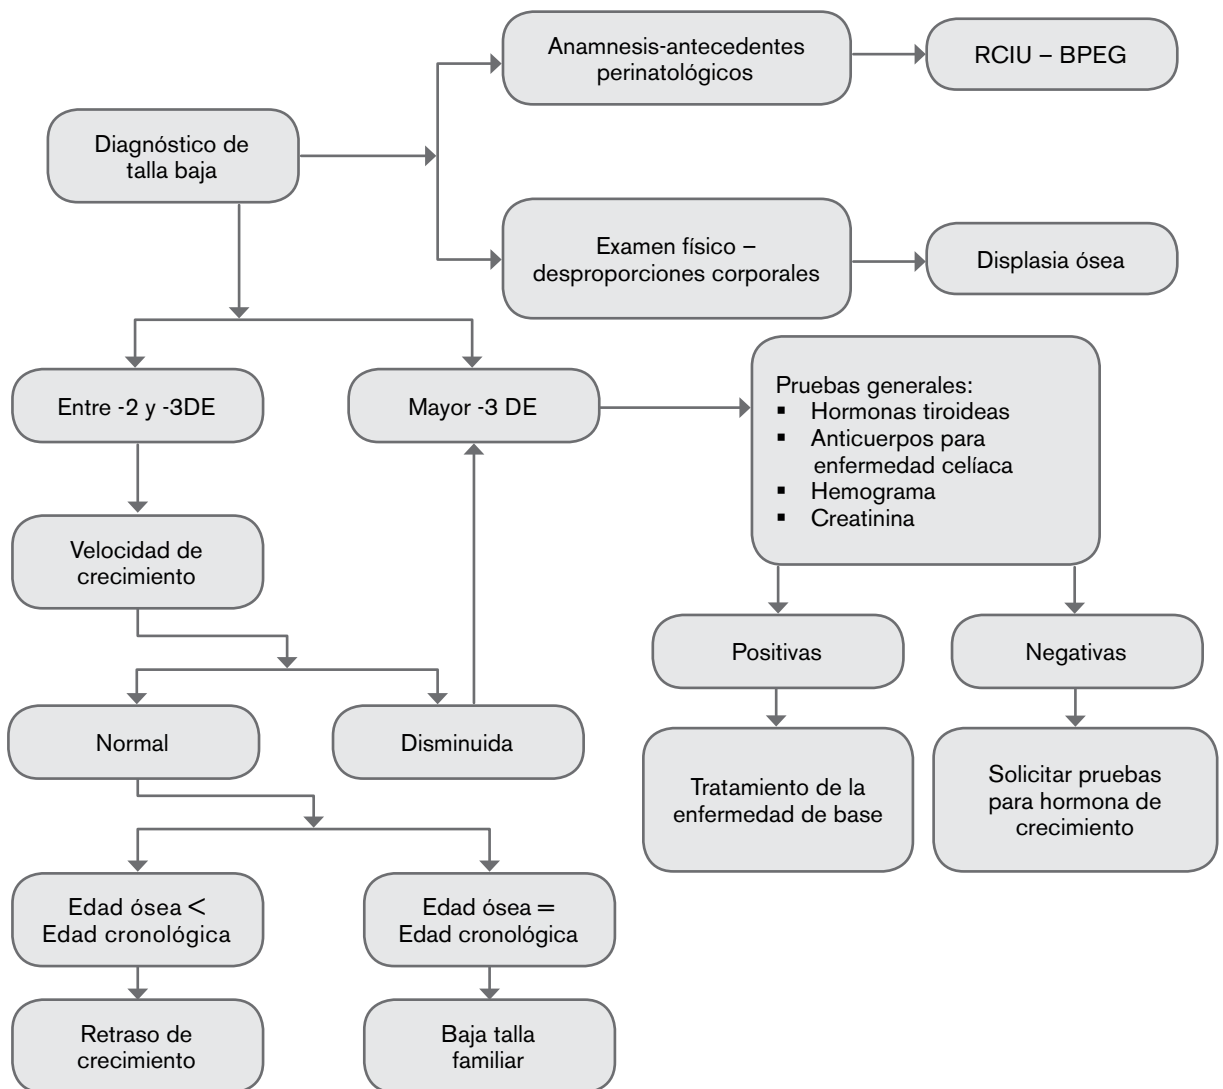 Anamnesis-antecedentes
perinatológicos
RCIU – BPEG
Diagnóstico de
talla baja
Examen físico –
desproporciones corporales
Displasia ósea
Entre -2 y -3DE
Mayor -3 DE
Pruebas generales:
▪ Hormonas tiroideas
▪ Anticuerpos para
enfermedad celíaca
▪ Hemograma
▪ Creatinina
Velocidad de
crecimiento
Positivas
Negativas
Normal
Disminuida
Tratamiento de la
enfermedad de base
Solicitar pruebas
para hormona de
crecimiento
Edad ósea <
Edad cronológica
Edad ósea =
Edad cronológica
Retraso de
crecimiento
Baja talla
familiar